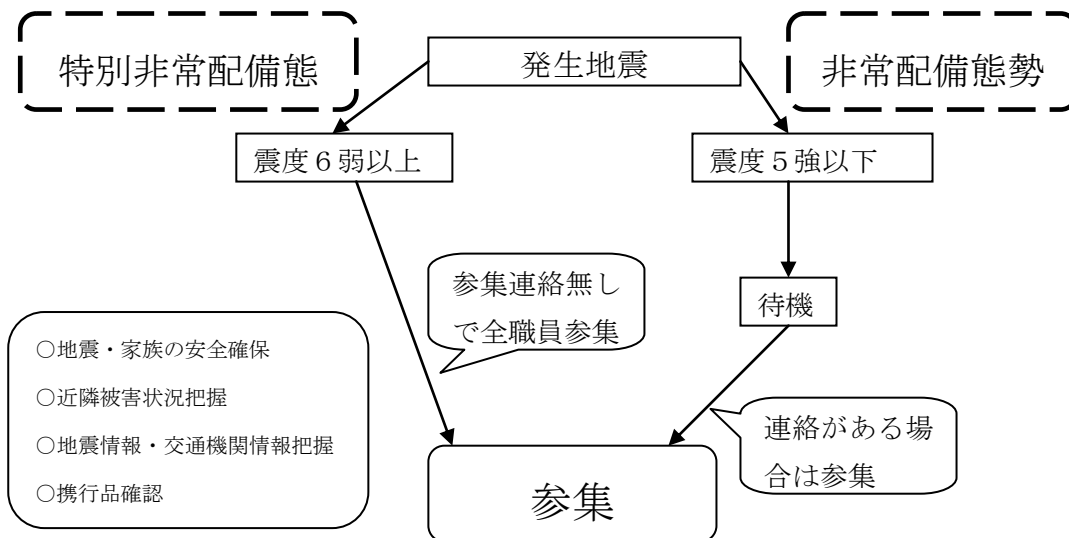 特別非常配備態
発生地震
非常配備態勢
震度６弱以上
震度５強以下
参集連絡無し
で全職員参集
待機
○地震・家族の安全確保
○近隣被害状況把握
○地震情報・交通機関情報把握
○携行品確認
連絡がある場
合は参集
参集